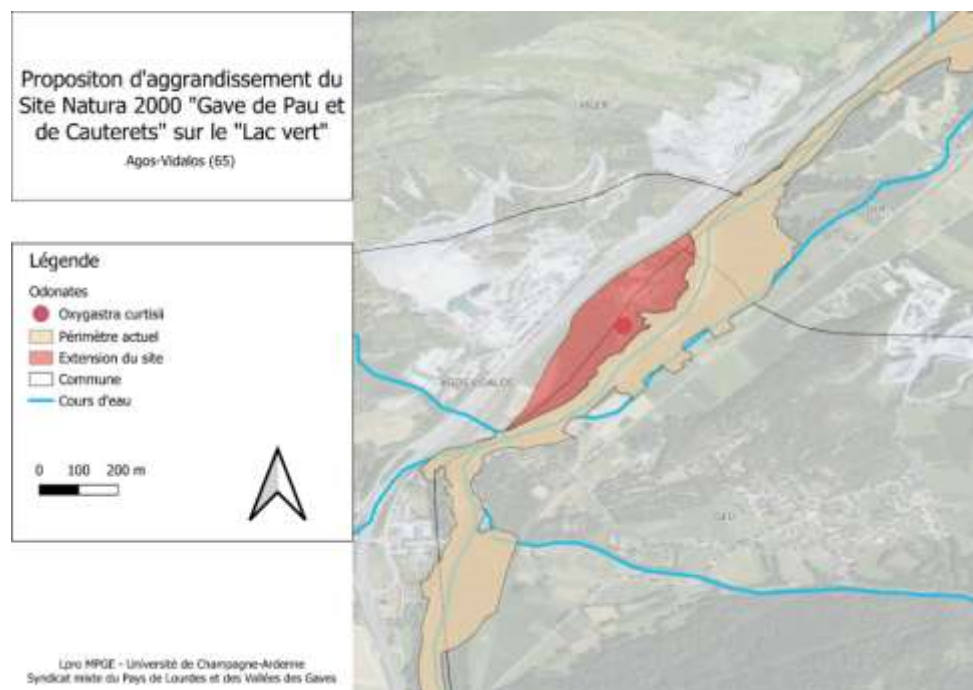 Propositon d'aggrandissement du
Site Natura 2000 "Gave de Pau et
de Cauterets" sur le "Lac vert"
Agos-Vidalos (65)
Légende
Odonates
Oxygastra curtisii
Périmètre actuel
Extension du site
Commune
Cours d'eau
0 100 200 m
Lpro MPGE - Université de Champagne-Ardenne
Syndicat mixte du Pays de Lourdes et des Vallées des Gaves
AGOS-VIDALOS